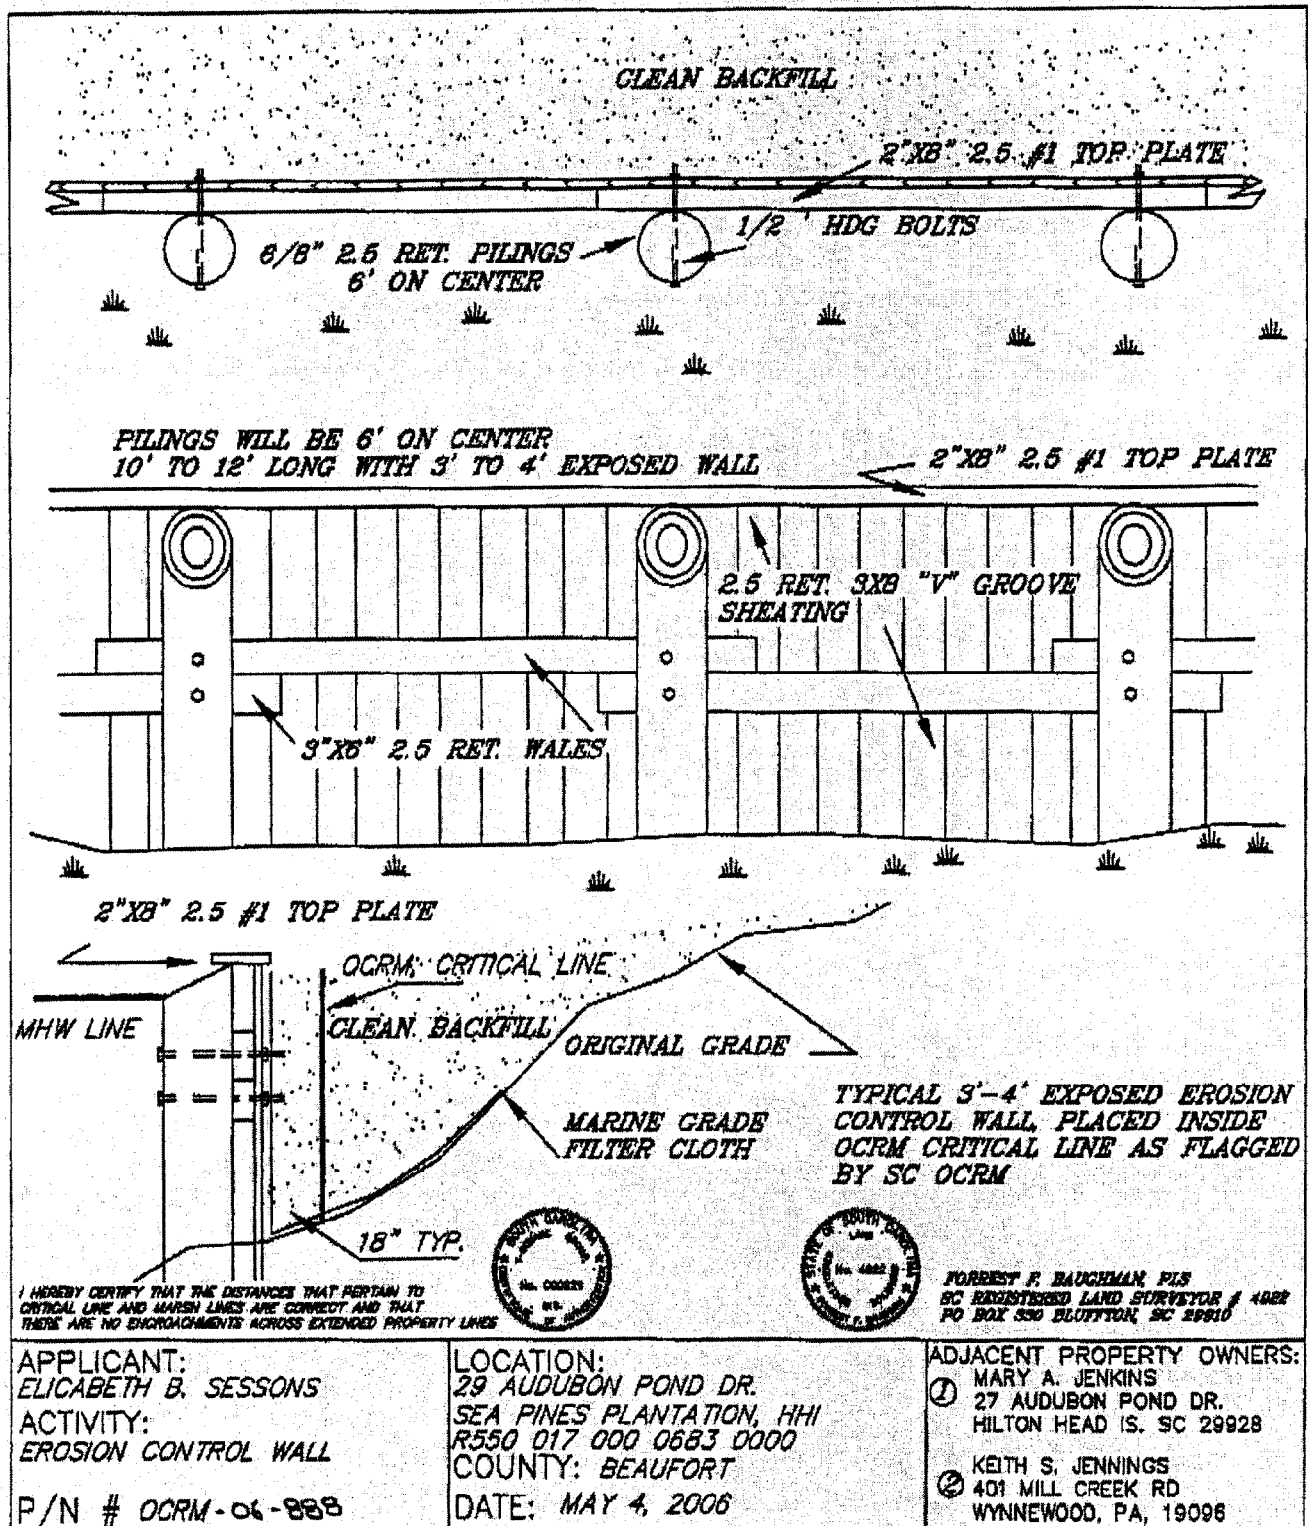 CLEAN BACKFILL
2"X8" 2.5 #1 TOP PLATE
1/2 ' HDG BOLTS
6/8" 2.5 RET. PILINGS
6' ON CENTER
PILINGS WILL BE 6' ON CENTER
10' TO 12' LONG WITH 3' TO 4' EXPOSED WALL
2"X8" 2.5 #1 TOP PLATE
2.5 RET. 3X8 "V" GROOVE
SHEATING
3"X6" 2.5 RET. WALES
2"X8" 2.5 #1 TOP PLATE
OCRM CRITICAL LINE
MHW LINE
CLEAN BACKFILL
ORIGINAL GRADE
MARINE GRADE
FILTER CLOTH
TYPICAL 3'-4' EXPOSED EROSION
CONTROL WALL, PLACED INSIDE
OCRM CRITICAL LINE AS FLAGGED
BY SC OCRM
18" TYP.
SOUTH CAROLINA
STATE OF SOUTH CAROLINA
I HEREBY CERTIFY THAT THE DISTANCES THAT PERTAIN TO
CRITICAL LINE AND MARSH LINES ARE CORRECT AND THAT
THERE ARE NO ENCROACHMENTS ACROSS EXTENDED PROPERTY LINES
FORREST F. BAUGHMAN, PLS
SC REGISTERED LAND SURVEYOR # 4922
PO BOX 330 BLUFFTON, SC 29910
APPLICANT:
ELICABETH B. SESSONS
ACTIVITY:
EROSION CONTROL WALL
P/N # OCRM-06-888
LOCATION:
29 AUDUBON POND DR.
SEA PINES PLANTATION, HHI
R550 017 000 0683 0000
COUNTY: BEAUFORT
DATE: MAY 4, 2006
ADJACENT PROPERTY OWNERS:
1 MARY A. JENKINS
27 AUDUBON POND DR.
HILTON HEAD IS. SC 29928
2 KEITH S. JENNINGS
401 MILL CREEK RD
WYNNEWOOD, PA, 19096